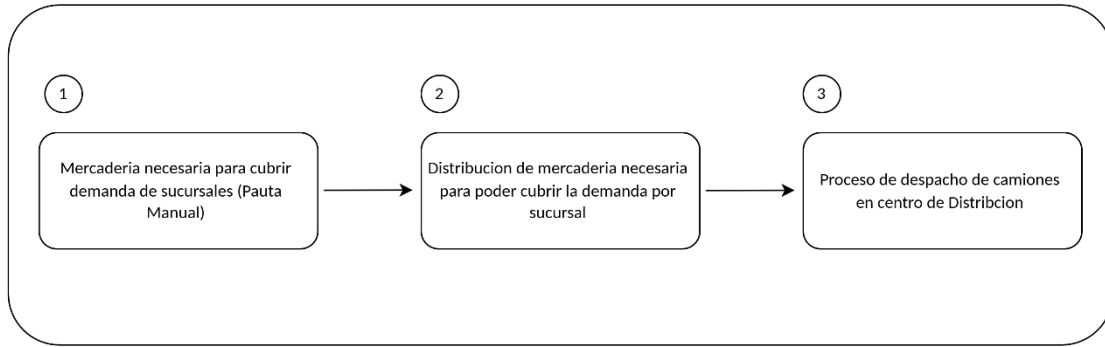 1
Mercaderia necesaria para cubrir
demanda de sucursales (Pauta
Manual)
2
Distribucion de mercaderia necesaria
para poder cubrir la demanda por
sucursal
3
Proceso de despacho de camiones
en centro de Distribcion